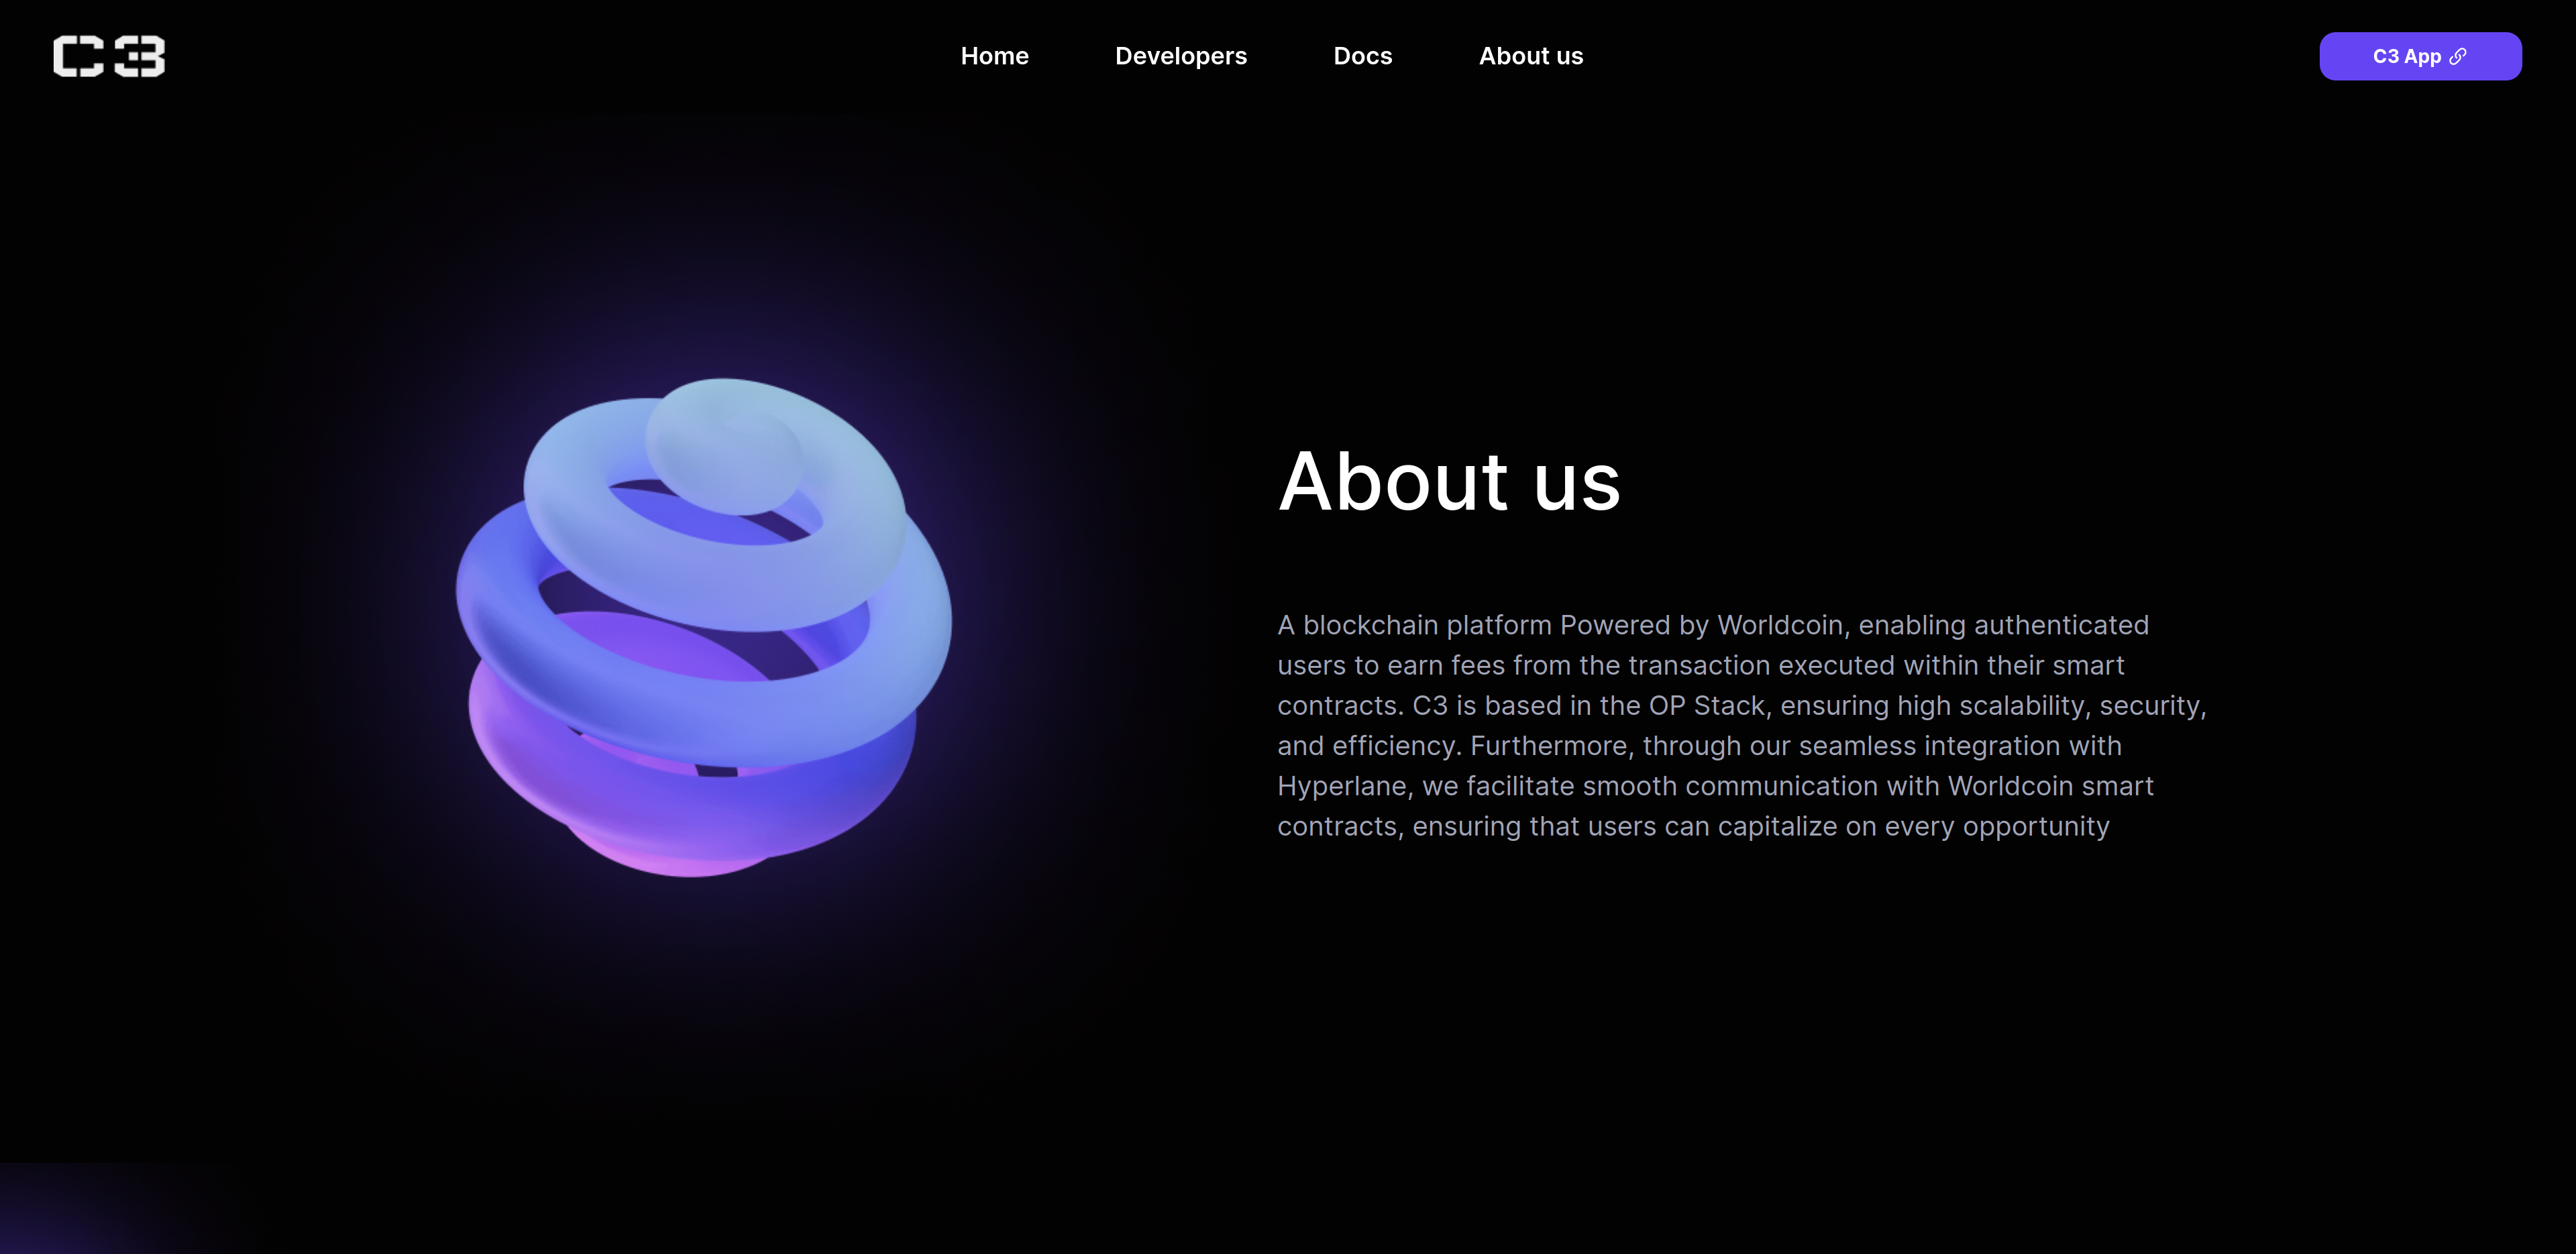 C3
Home
Developers
Docs
About us
C3 App
About us
A blockchain platform Powered by Worldcoin, enabling authenticated
users to earn fees from the transaction executed within their smart
contracts. C3 is based in the OP Stack, ensuring high scalability, security,
and efficiency. Furthermore, through our seamless integration with
Hyperlane, we facilitate smooth communication with Worldcoin smart
contracts, ensuring that users can capitalize on every opportunity